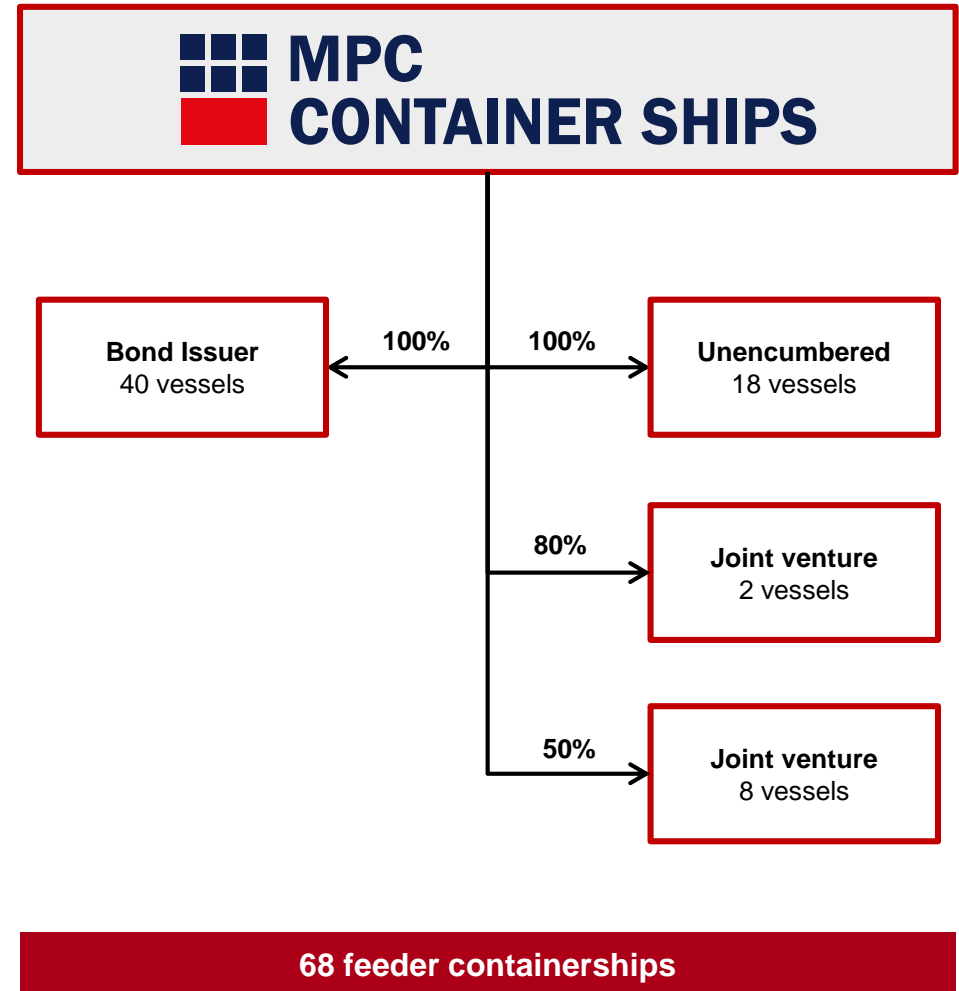 MPC
CONTAINER SHIPS
100%
100%
Bond Issuer
40 vessels
Unencumbered
18 vessels
80%
Joint venture
2 vessels
50%
Joint venture
8 vessels
68 feeder containerships